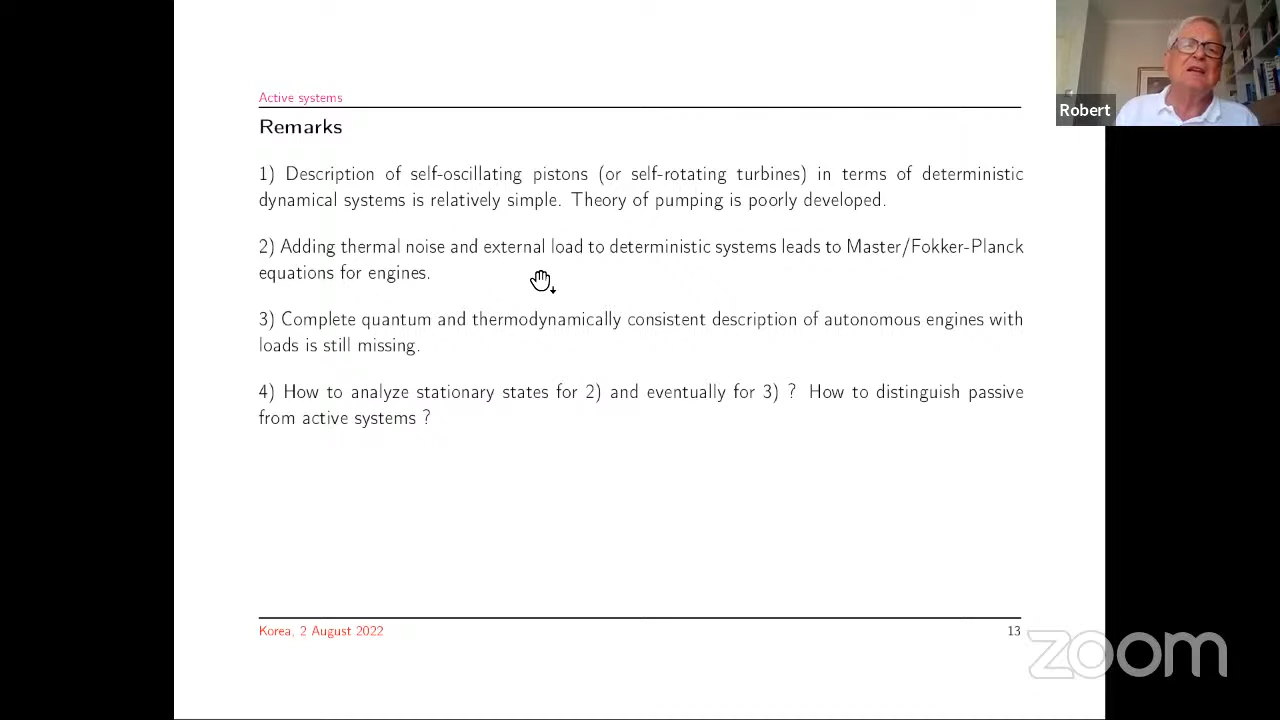 Active systems
Remarks
1) Description of self-oscillating pistons (or self-rotating turbines) in terms of deterministic
dynamical systems is relatively simple. Theory of pumping is poorly developed.
2) Adding thermal noise and external load to deterministic systems leads to Master/Fokker-Planck
equations for engines.
3) Complete quantum and thermodynamically consistent description of autonomous engines with
loads is still missing.
4) How to analyze stationary states for 2) and eventually for 3) ? How to distinguish passive
from active systems ?
Korea, 2 August 2022
13
Robert
zoom